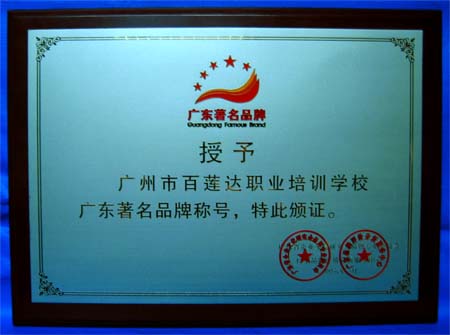 广东著名品牌
Guangdong Famous Brand
授予
广州市百莲达职业培训学校
广东著名品牌称号，特此颁证。